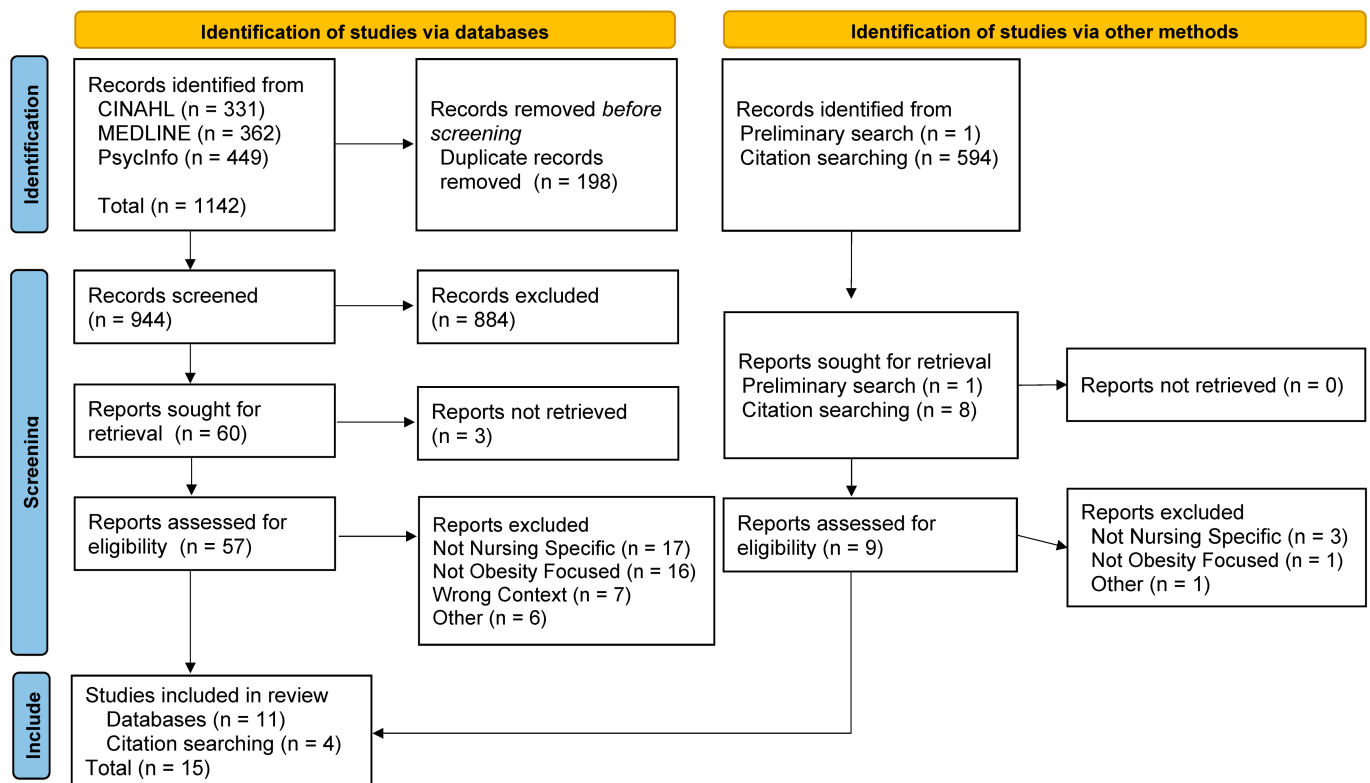 Identification of studies via databases
Identification of studies via other methods
Identification
Records identified from
CINAHL (n = 331)
MEDLINE (n = 362)
PsycInfo (n = 449)
Total (n = 1142)
Records removed before
screening
Duplicate records
removed (n = 198)
Records identified from
Preliminary search (n = 1)
Citation searching (n = 594)
Screening
Records screened
(n = 944)
Records excluded
(n = 884)
Reports sought for
retrieval (n = 60)
Reports not retrieved
(n = 3)
Reports sought for retrieval
Preliminary search (n = 1)
Citation searching (n = 8)
Reports not retrieved (n = 0)
Reports assessed for
eligibility (n = 57)
Reports excluded
Not Nursing Specific (n = 17)
Not Obesity Focused (n = 16)
Wrong Context (n = 7)
Other (n = 6)
Reports assessed for
eligibility (n = 9)
Reports excluded
Not Nursing Specific (n = 3)
Not Obesity Focused (n = 1)
Other (n = 1)
Include
Studies included in review
Databases (n = 11)
Citation searching (n = 4)
Total (n = 15)